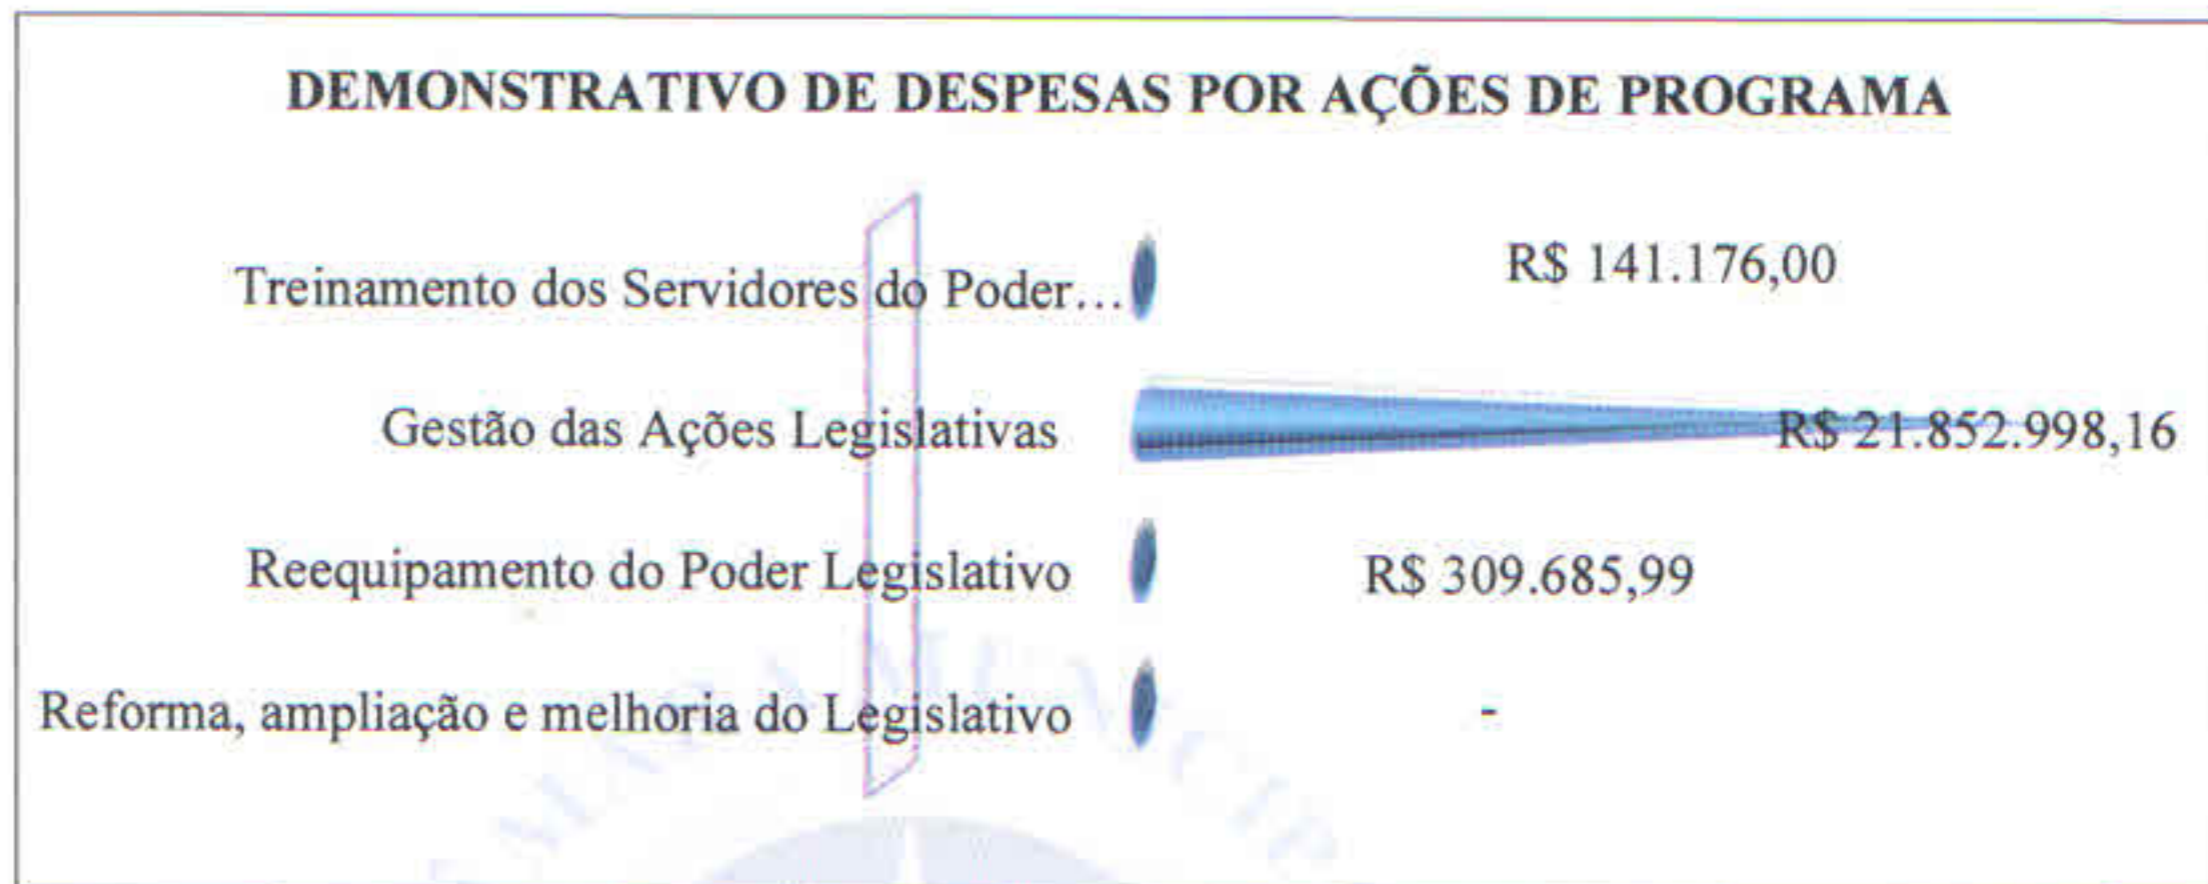 DEMONSTRATIVO DE DESPESAS POR AÇÕES DE PROGRAMA
Treinamento dos Servidores do Poder... R$ 141.176,00
Gestão das Ações Legislativas R$ 21.852.998,16
Reequipamento do Poder Legislativo R$ 309.685,99
Reforma, ampliação e melhoria do Legislativo -